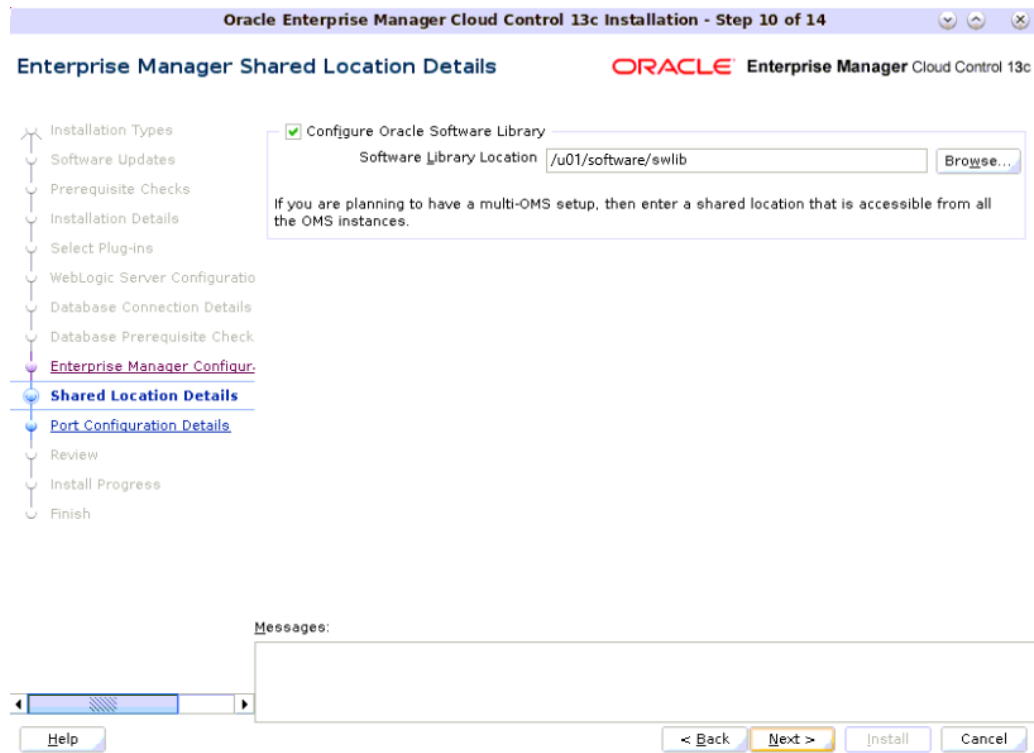 Oracle Enterprise Manager Cloud Control 13c Installation - Step 10 of 14
Enterprise Manager Shared Location Details
ORACLE Enterprise Manager Cloud Control 13c
Installation Types
Software Updates
Prerequisite Checks
Installation Details
Select Plug-ins
WebLogic Server Configuratio
Database Connection Details
Database Prerequisite Check
Enterprise Manager Configur
Shared Location Details
Port Configuration Details
Review
Install Progress
Finish
Configure Oracle Software Library
Software Library Location /u01/software/swlib Browse...
If you are planning to have a multi-OMS setup, then enter a shared location that is accessible from all
the OMS instances.
Messages:
Help
< Back Next > Install Cancel